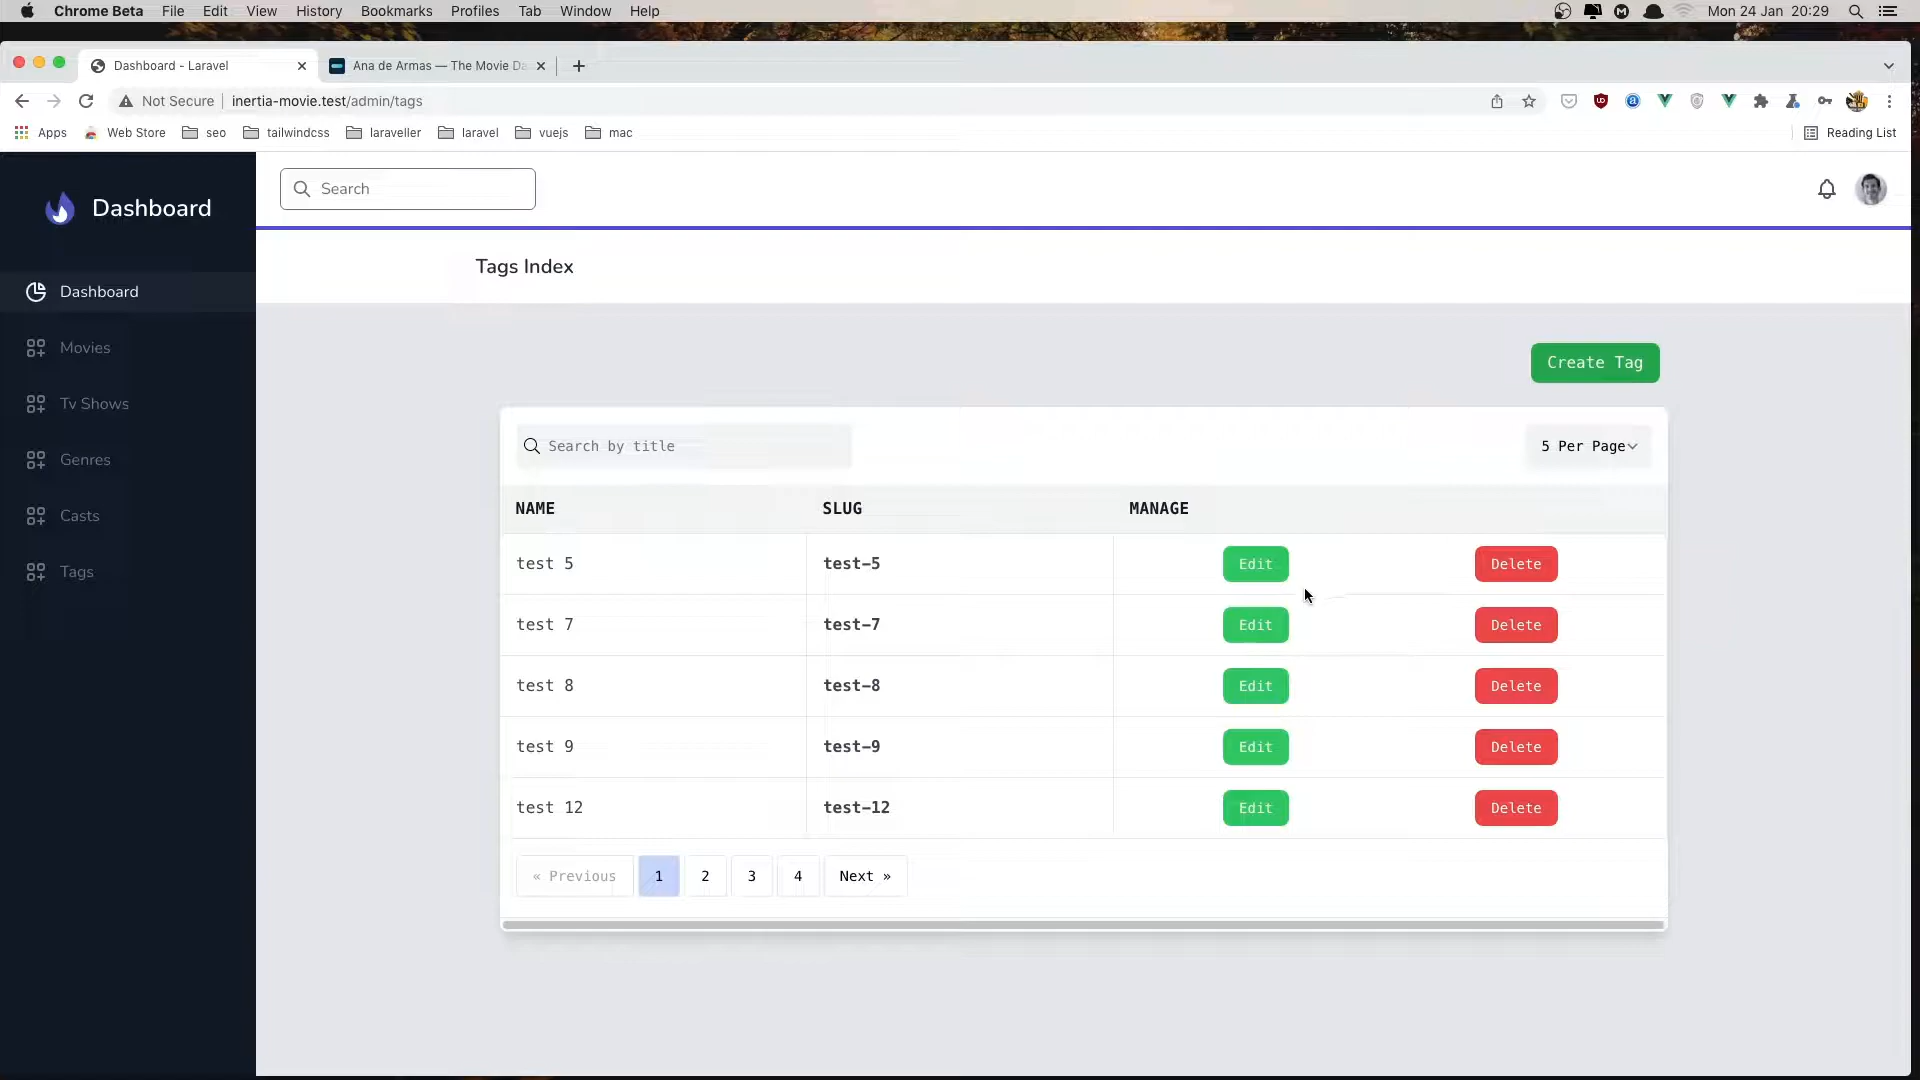 Chrome Beta File Edit View History Bookmarks Profiles Tab Window Help Mon 24 Jan 20:29
Dashboard - Laravel Ana de Armas — The Movie Da
Not Secure inertia-movie.test/admin/tags
Apps Web Store seo tailwindcss laraveller laravel vuejs mac Reading List
Dashboard
Search
Tags Index
Dashboard
Movies
Tv Shows
Genres
Casts
Tags
Create Tag
Search by title
5 Per Page
NAME SLUG MANAGE
test 5 test-5 Edit Delete
test 7 test-7 Edit Delete
test 8 test-8 Edit Delete
test 9 test-9 Edit Delete
test 12 test-12 Edit Delete
« Previous 1 2 3 4 Next »